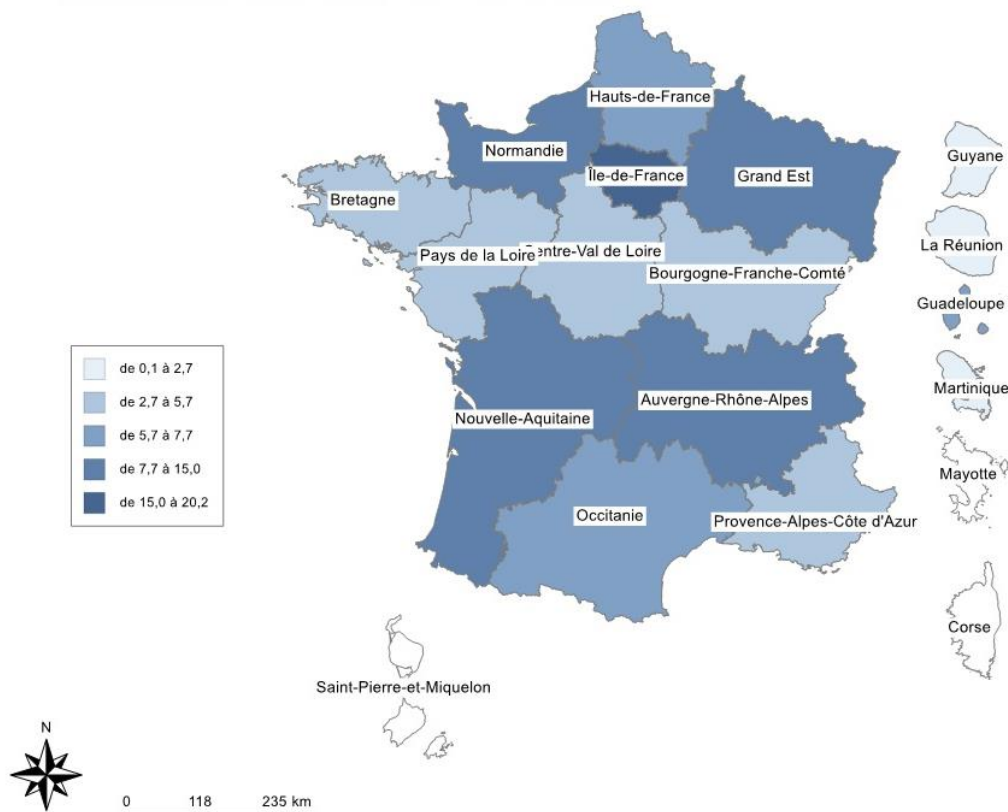 Hauts-de-France
Normandie
Île-de-France
Grand Est
Guyane
Bretagne
La Réunion
Pays de la Loire
entre-Val de Loire
Bourgogne-Franche-Comté
Guadeloupe
de 0,1 à 2,7
de 2,7 à 5,7
de 5,7 à 7,7
de 7,7 à 15,0
de 15,0 à 20,2
Martinique
Auvergne-Rhône-Alpes
Nouvelle-Aquitaine
Mayotte
Occitanie
Provence-Alpes-Côte d'Azur
Corse
Saint-Pierre-et-Miquelon
N
0 118 235 km